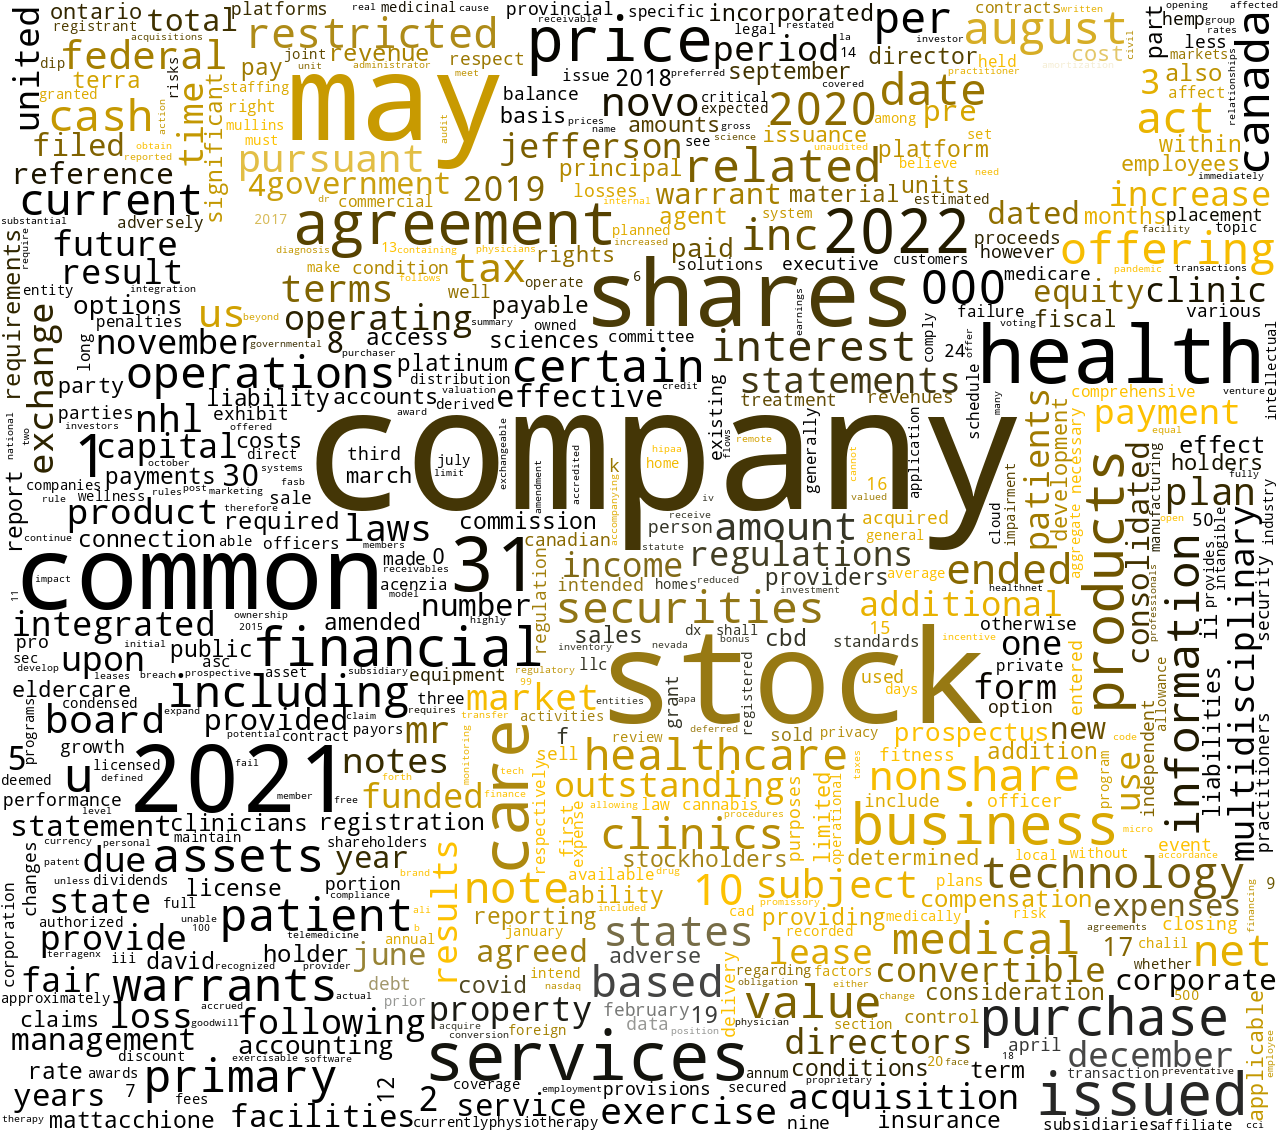 ontario total platforms restricted real medicinal cause provincial specific incorporated per contracts written opening affected
registrant acquisitions joint revenue respect receivable price legal period director august cost part hemp group
united dip federal pay unit administrator may issue 2018 preferred covered la 14 held amortization civil less rates
granted terra risks staffing meet balance critical september among practitioner investor markets canada
cash time right mullins must audit basis prices novo expected 2020 date pre 3 also affect relationships
action filed obtain reported significant pursuant name amounts gross science see unaudited issuance platform set need act within
reference 4 government jefferson principal related believe employees immediately
current 2017 dr commercial 2019 losses internal warrant material units estimated increase
substantial adversely agreement agent system inc 2022 dated months placement
require future diagnosis 13 containing physicians planned increased paid proceeds facility topic
requirements result make condition tax rights solutions executive customers however offering
entity integration options us follows terms well operate 6 shares 000 medicare pandemic transactions
penalties beyond operating payable earnings failure equity clinic
exchange long november governmental 8 access summary owned sciences committee comply voting offer fiscal various
operations purchaser platinum certain interest 24 health intellectual
party liability accounts distribution derived valuation effective credit statements schedule many comprehensive venture
national two investors parties nhl exhibit offered award company existing flows treatment revenues patients payment equal
capital costs direct third july exchangeable hipaa remote generally cannot application development effect
1 october payments 30 systems march limit amendment accredited home k 16 valued necessary holders fully
companies rule wellness rules post marketing fasb sale accompanying iv impairment cloud products plan
report product therefore required laws commission receive person amount acquired general aggregate manufacturing open 50
continue connection able officers members canadian statute regulations ended consolidated industry
common impact made 0 receivables 31 income providers average healthnet professionals provides intangible security
11 acenzia model intended homes reduced investment additional information ii multidisciplinary
integrated ownership 2015 amended number highly regulation securities 15 otherwise
pro initial public financial sales dx shall bonus cbd standards incentive one
sec upon asc inventory nevada private
develop leases breach prospective asset subsidiary equipment regulatory llc stock used form option
eldercare condensed including three 99 market entities grant apa registered days entered allowance liabilities practitioners
board expand provided claim requires transfer activities deferred sold privacy prospectus new code
programs growth potential contract payors mr monitoring review f healthcare taxes fitness addition independent
5 u licensed 2021 fail notes tech sell nonshare
deemed defined forth care outstanding program use
performance level member free funded finance respectively allowing law cannabis purposes limited operational include officer micro
statement clinicians registration first procedures business event
currency personal maintain shareholders expense clinics determined local without accordance
changes patent due assets year results stockholders technology
unless dividends brand available drug plans 9
state full license portion compliance note ability 10 subject compensation expenses
corporation authorized unable 100 patient ali included cad promissory risk agreements closing financing
terragenx telemedicine b reporting january providing medically
provide iii david recognized provider holder june annual agreed states recorded medical 17 chalil net
fair actual intend adverse delivery lease regarding factors convertible whether
approximately warrants debt nasdaq covid based obligation either corporate
claims loss accrued goodwill following prior property february 19 value change consideration 500
management accounting acquire foreign data physician section control purchase applicable
discount exercisable software conversion position directors april
rate awards primary services annum conditions 20 face term 18 december
years 7 fees 12 coverage employment provisions secured proprietary transaction preventative employee
therapy mattacchione facilities 2 service exercise acquisition issued
currently physiotherapy nine insurance subsidiaries affiliate cci